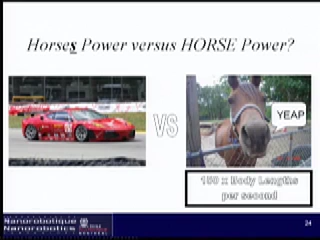 Horses Power versus HORSE Power?
VS
YEAP
150 x Body Lengths
per second
Nanorobotique
Nanorobotics
24